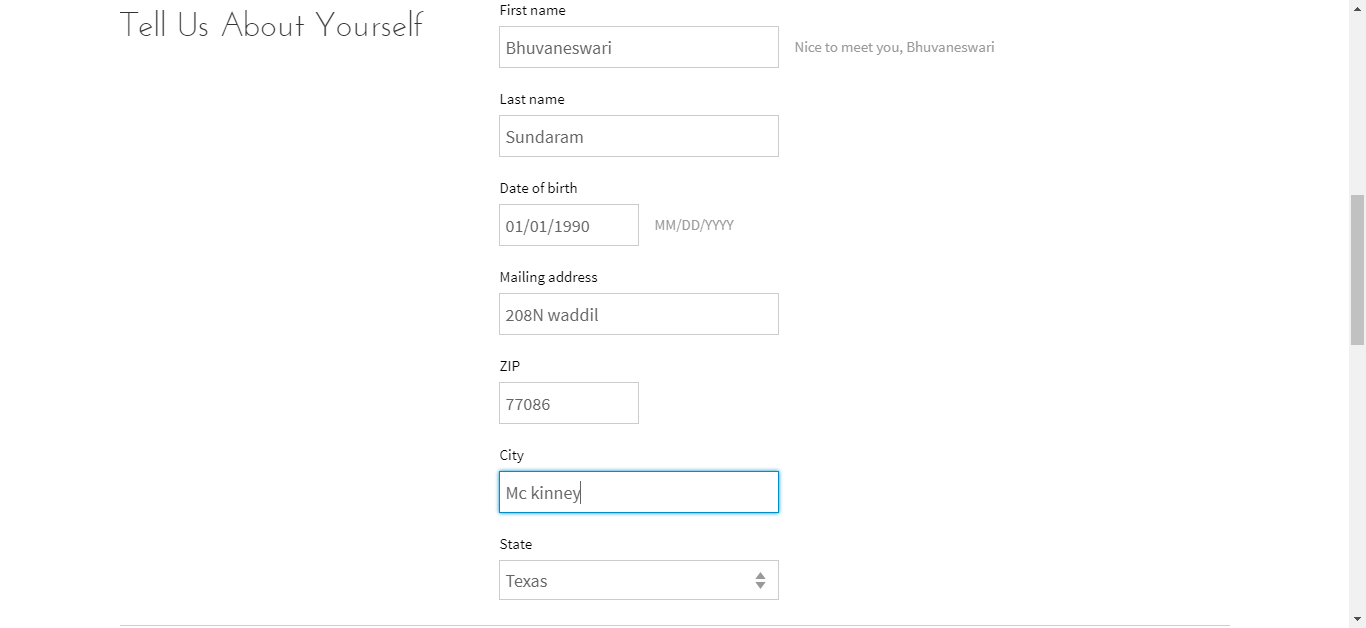 Tell Us About Yourself
First name
Bhuvaneswari
Nice to meet you, Bhuvaneswari
Last name
Sundaram
Date of birth
01/01/1990
MM/DD/YYYY
Mailing address
208N waddil
ZIP
77086
City
Mc kinney
State
Texas